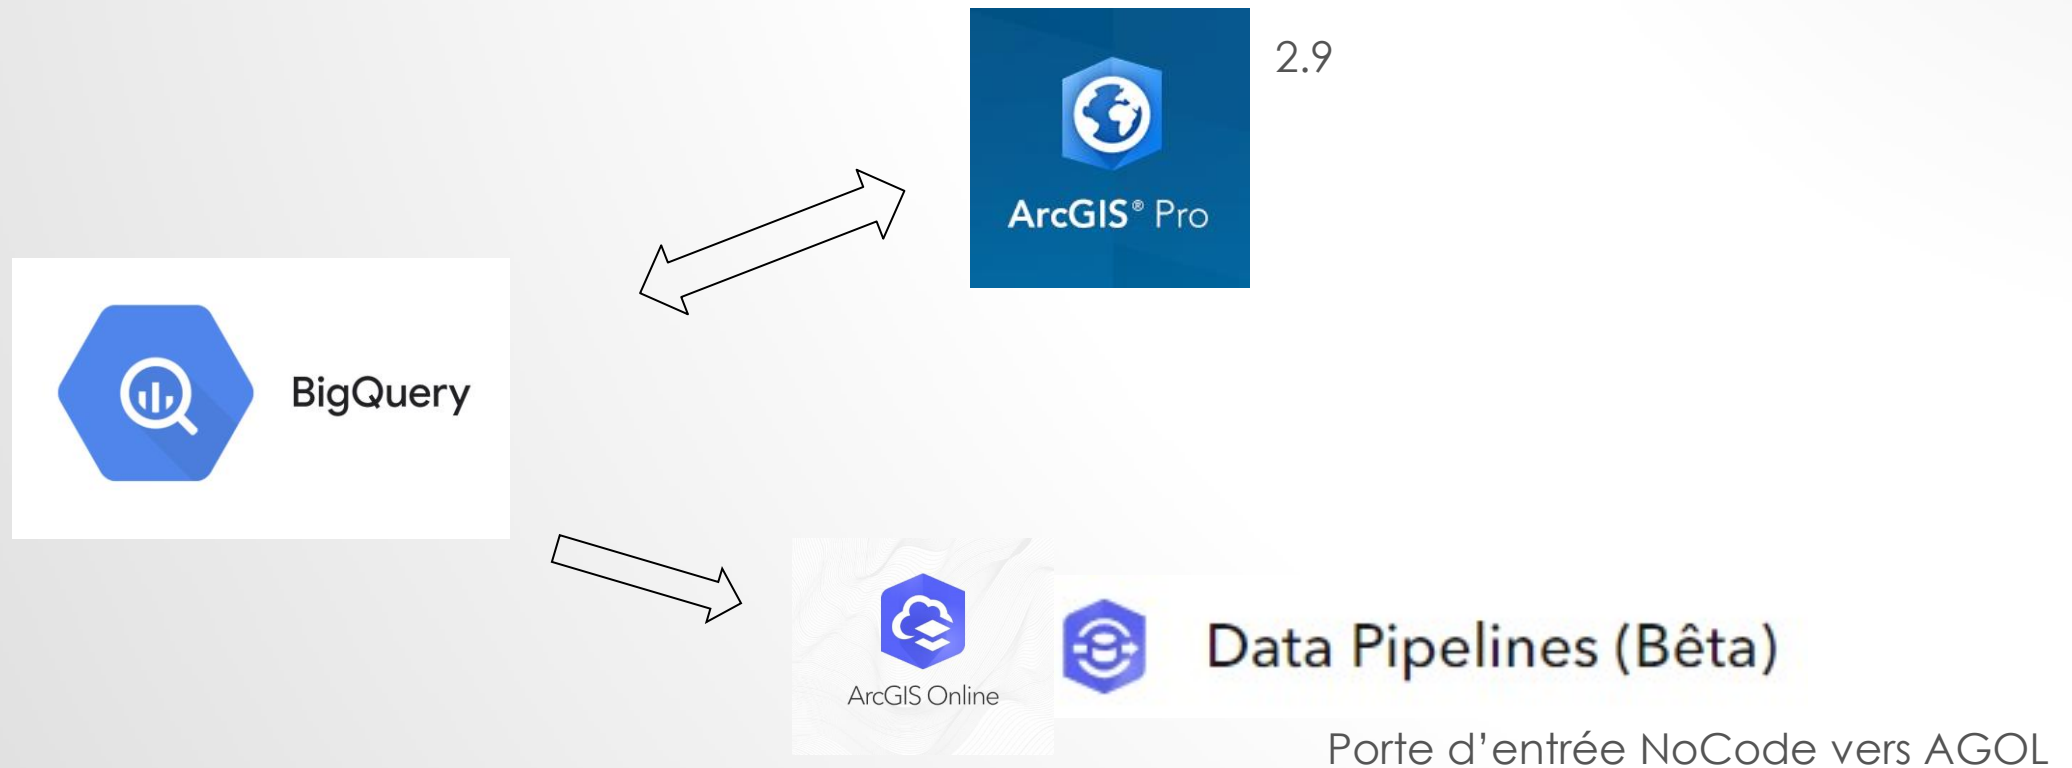 2.9
ArcGIS® Pro
BigQuery
ArcGIS Online
Data Pipelines (Bêta)
Porte d’entrée NoCode vers AGOL